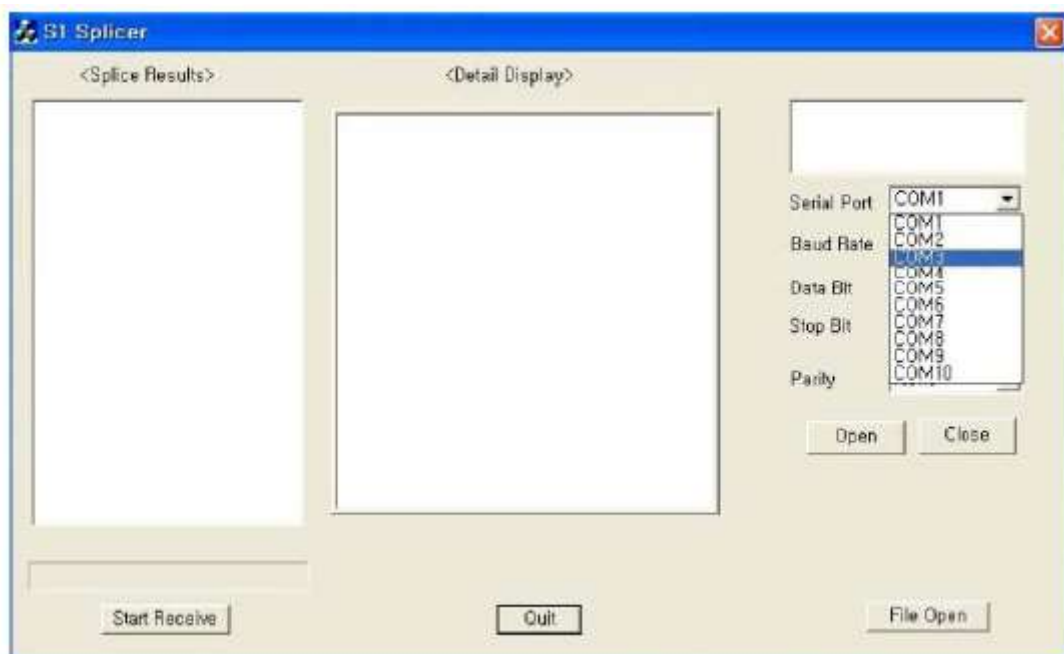 S1 Splicer
<Splice Results>
<Detail Display>
Serial Port
COM1
COM1
COM2
COM3
COM4
COM5
COM6
COM7
COM8
COM9
COM10
Baud Rate
Data Bit
Stop Bit
Parity
Open
Close
Start Receive
Quit
File Open